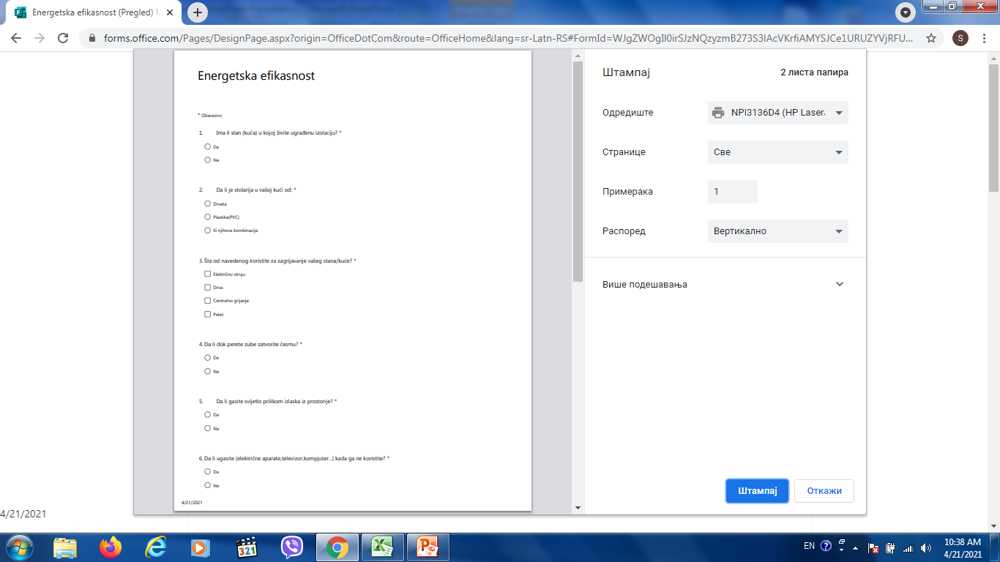 Energetska efikasnost (Pregled)
forms.office.com/Pages/DesignPage.aspx?origin=OfficeDotCom&route=OfficeHome&lang=sr-Latn-RS#FormId=WJgZWOgIl0irSJzNQzyzmB273S3lAcVKrfiAMYSJCe1URUZYVjRFU...
S
Energetska efikasnost
* Obavezno
1. Ima li stan (kuća) u kojoj živite ugrađenu izolaciju? *
Da
Ne
2. Da li je stolarija u vašoj kući od: *
Drveta
Plastike(PVC)
Ili njihova kombinacija
3. Šta od navedenog koristite za zagrijavanje vašeg stana/kuće? *
Električnu struju
Drva
Centralno grijanje
Pelet
4. Da li dok perete zube zatvorite česmu? *
Da
Ne
5. Da li gasite svijetlo prilikom izlaska iz prostorije? *
Da
Ne
6. Da li ugasite (električne aparate,televizor,kompjuter...) kada ga ne koristite? *
Da
Ne
4/21/2021
Штампај 2 листа папира
Одредиште NPI3136D4 (HP Laser
Странице Све
Примерака 1
Распоред Вертикално
Више подешавања
Штампај Откажи
4/21/2021
321
EN
10:38 AM
4/21/2021